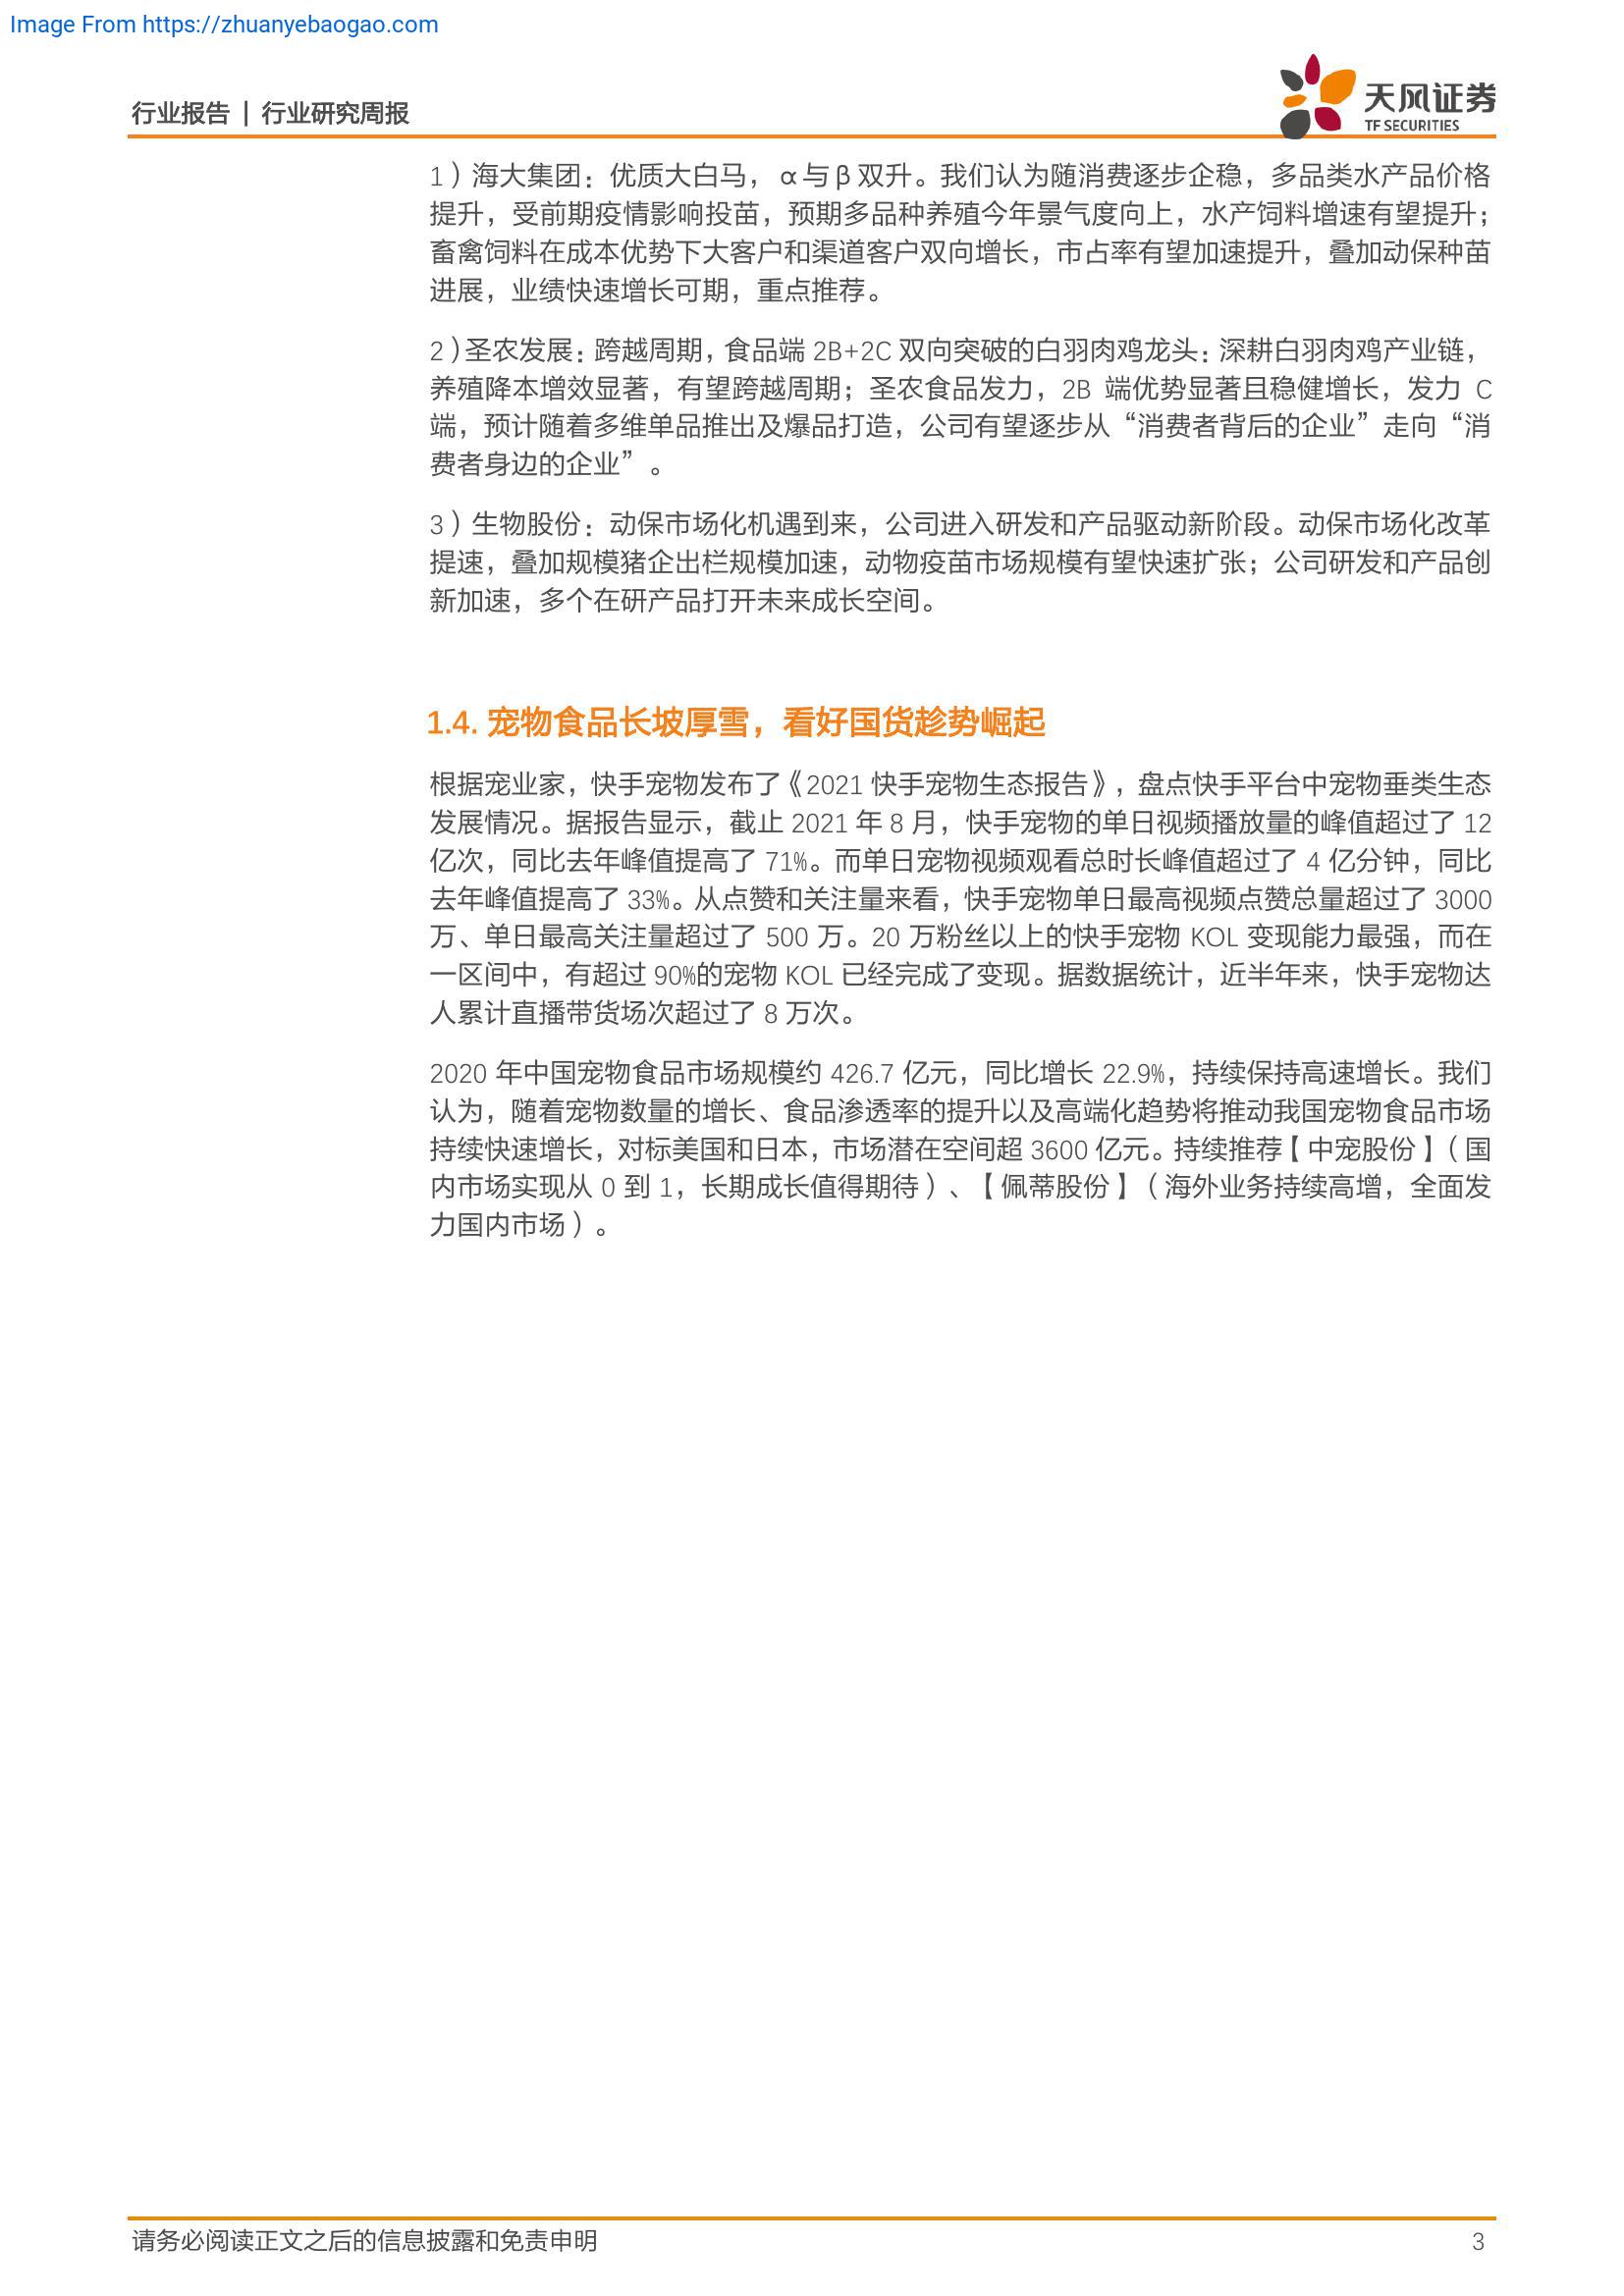 Image From https://zhuanyebaogao.com
行业报告 | 行业研究周报
天风证券
TF SECURITIES
1）海大集团：优质大白马，α与β双升。我们认为随消费逐步企稳，多品类水产品价格
提升，受前期疫情影响投苗，预期多品种养殖今年景气度向上，水产饲料增速有望提升；
畜禽饲料在成本优势下大客户和渠道客户双向增长，市占率有望加速提升，叠加动保种苗
进展，业绩快速增长可期，重点推荐。
2）圣农发展：跨越周期，食品端 2B+2C 双向突破的白羽肉鸡龙头：深耕白羽肉鸡产业链，
养殖降本增效显著，有望跨越周期；圣农食品发力，2B 端优势显著且稳健增长，发力 C
端，预计随着多维单品推出及爆品打造，公司有望逐步从“消费者背后的企业”走向“消
费者身边的企业”。
3）生物股份：动保市场化机遇到来，公司进入研发和产品驱动新阶段。动保市场化改革
提速，叠加规模猪企出栏规模加速，动物疫苗市场规模有望快速扩张；公司研发和产品创
新加速，多个在研产品打开未来成长空间。
1.4. 宠物食品长坡厚雪，看好国货趁势崛起
根据宠业家，快手宠物发布了《2021 快手宠物生态报告》，盘点快手平台中宠物垂类生态
发展情况。据报告显示，截止 2021 年 8 月，快手宠物的单日视频播放量的峰值超过了 12
亿次，同比去年峰值提高了 71%。而单日宠物视频观看总时长峰值超过了 4 亿分钟，同比
去年峰值提高了 33%。从点赞和关注量来看，快手宠物单日最高视频点赞总量超过了 3000
万、单日最高关注量超过了 500 万。20 万粉丝以上的快手宠物 KOL 变现能力最强，而在
一区间中，有超过 90%的宠物 KOL 已经完成了变现。据数据统计，近半年来，快手宠物达
人累计直播带货场次超过了 8 万次。
2020 年中国宠物食品市场规模约 426.7 亿元，同比增长 22.9%，持续保持高速增长。我们
认为，随着宠物数量的增长、食品渗透率的提升以及高端化趋势将推动我国宠物食品市场
持续快速增长，对标美国和日本，市场潜在空间超 3600 亿元。持续推荐【中宠股份】（国
内市场实现从 0 到 1，长期成长值得期待）、【佩蒂股份】（海外业务持续高增，全面发
力国内市场）。
请务必阅读正文之后的信息披露和免责申明
3